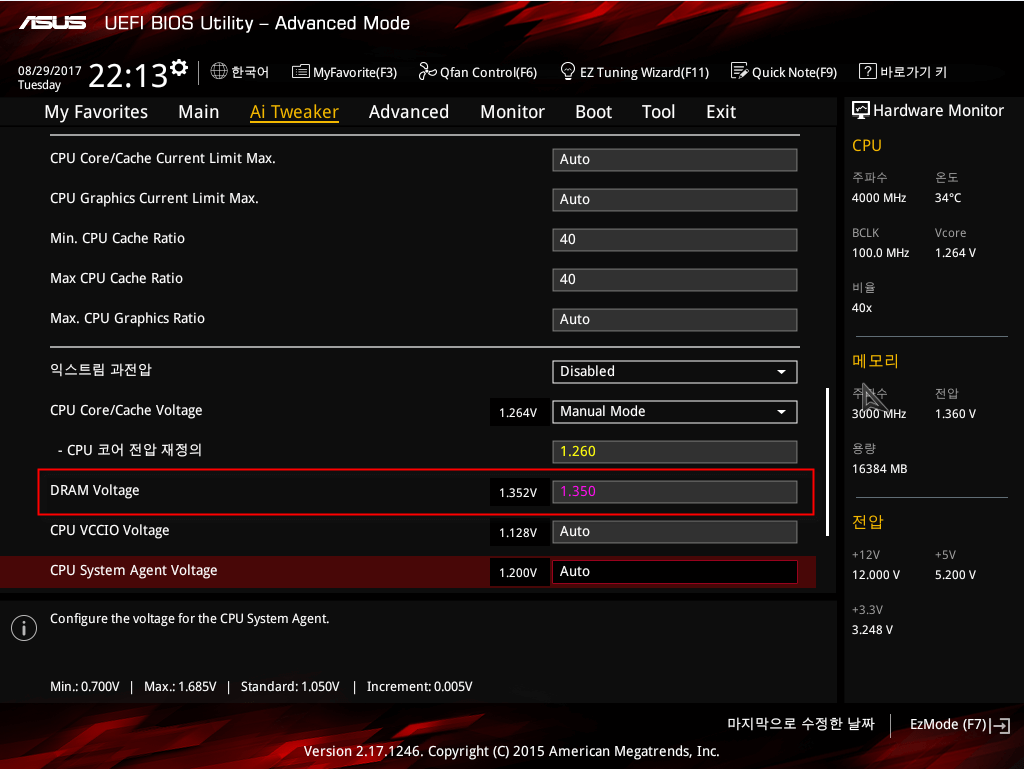 ASUS UEFI BIOS Utility – Advanced Mode
08/29/2017
Tuesday
22:13
한국어
MyFavorite(F3)
Qfan Control(F6)
EZ Tuning Wizard(F11)
Quick Note(F9)
? 바로가기 키
My Favorites Main Ai Tweaker Advanced Monitor Boot Tool Exit
CPU Core/Cache Current Limit Max. Auto
CPU Graphics Current Limit Max. Auto
Min. CPU Cache Ratio 40
Max CPU Cache Ratio 40
Max. CPU Graphics Ratio Auto
익스트림 과전압 Disabled
CPU Core/Cache Voltage 1.264V Manual Mode
- CPU 코어 전압 재정의 1.260
DRAM Voltage 1.352V 1.350
CPU VCCIO Voltage 1.128V Auto
CPU System Agent Voltage 1.200V Auto
Configure the voltage for the CPU System Agent.
Min.: 0.700V | Max.: 1.685V | Standard: 1.050V | Increment: 0.005V
Hardware Monitor
CPU
주파수 온도
4000 MHz 34°C
BCLK Vcore
100.0 MHz 1.264 V
비율
40x
메모리
주파수 전압
3000 MHz 1.360 V
용량
16384 MB
전압
+12V +5V
12.000 V 5.200 V
+3.3V
3.248 V
마지막으로 수정한 날짜
EzMode (F7)
Version 2.17.1246. Copyright (C) 2015 American Megatrends, Inc.